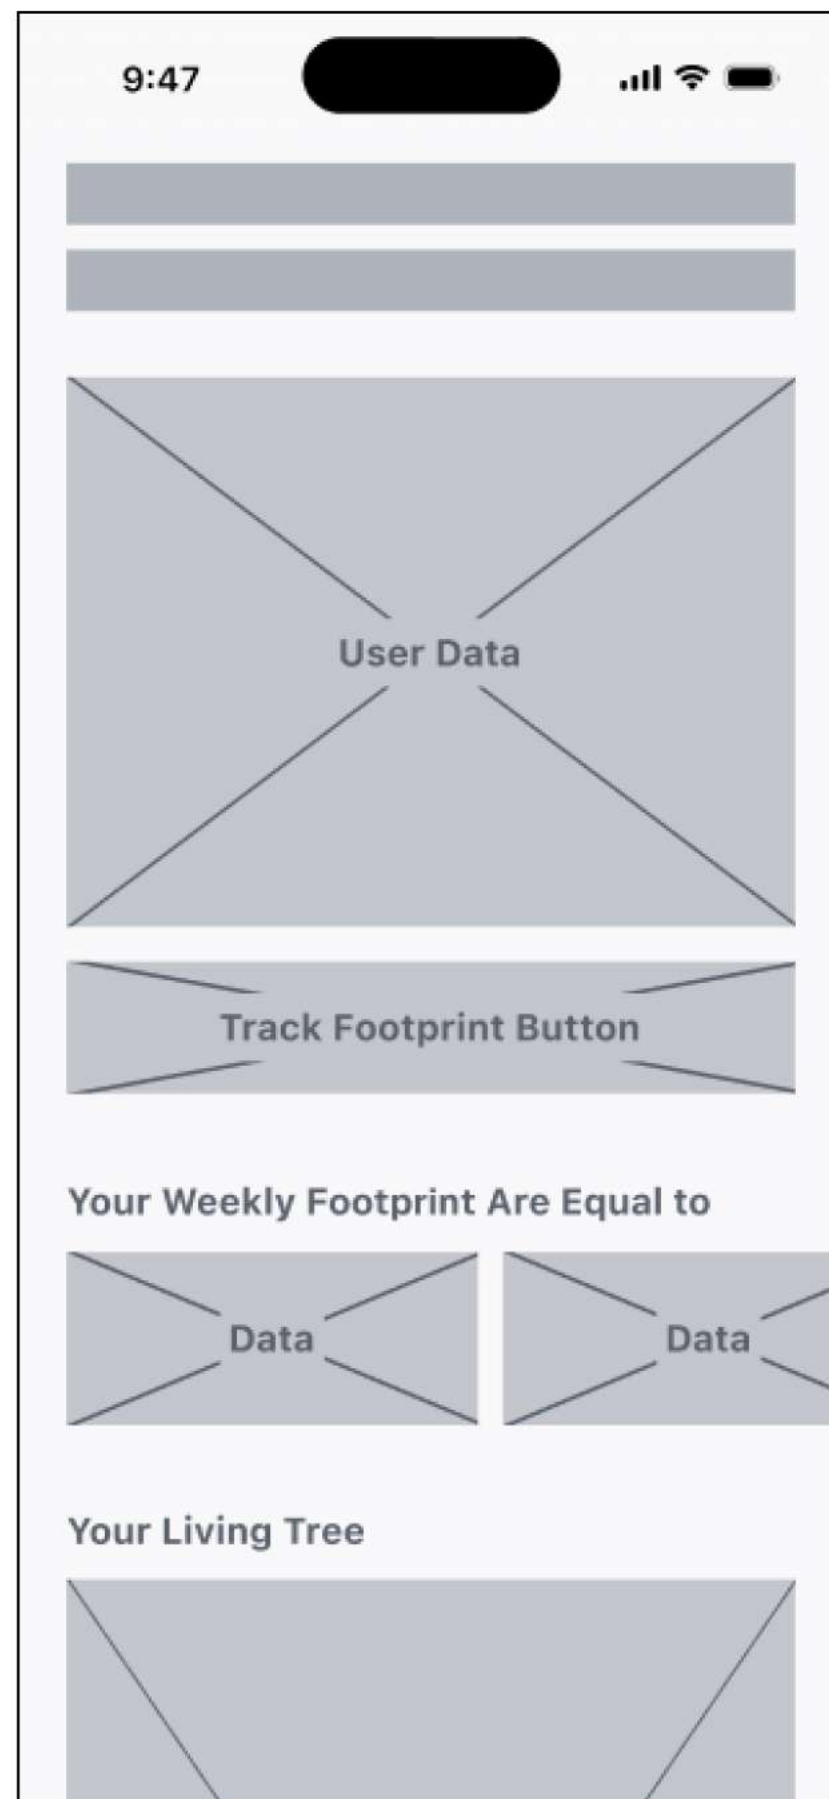 9:47
User Data
Track Footprint Button
Your Weekly Footprint Are Equal to
Data Data
Your Living Tree